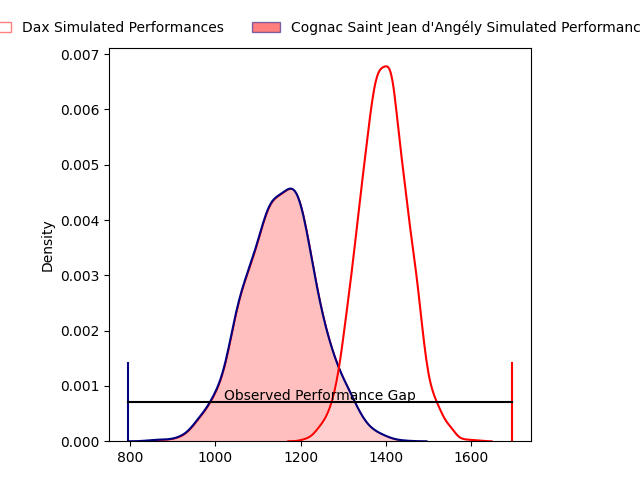 Dax Simulated Performances
Cognac Saint Jean d'Angély Simulated Performanc
0.007
0.006
0.005
0.004
0.003
0.002
0.001
0.000
Density
Observed Performance Gap
800 1000 1200 1400 1600